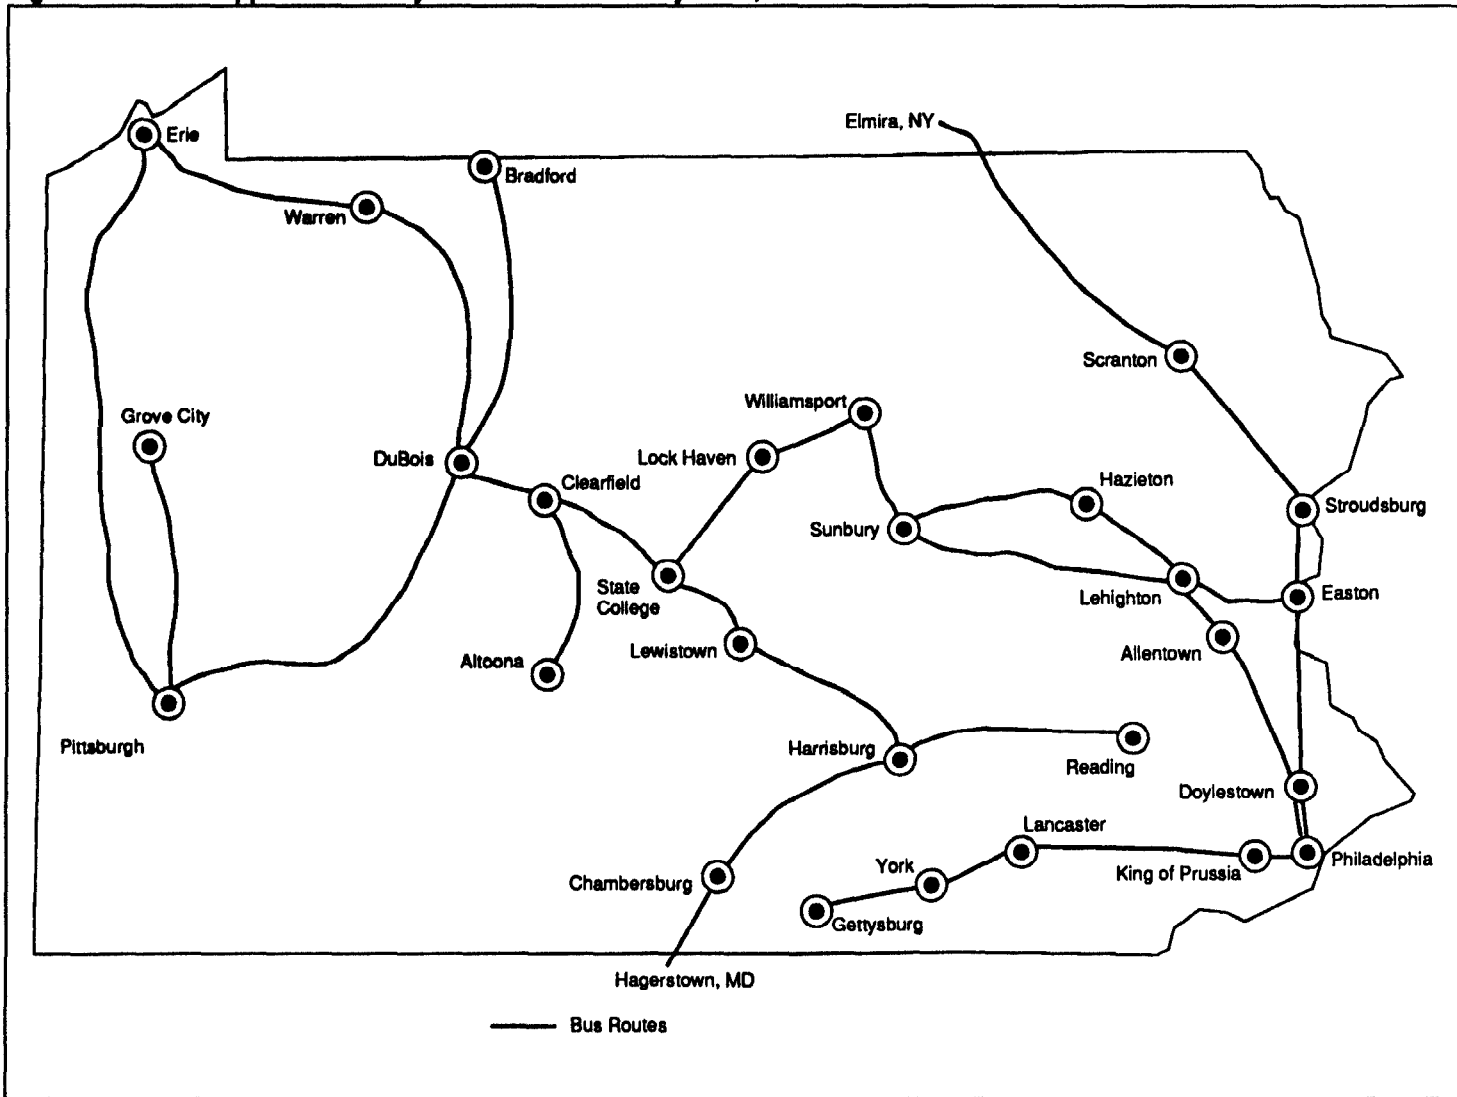 Elmira, NY
Erie
Bradford
Warren
Scranton
Williamsport
Grove City
DuBois
Lock Haven
Clearfield
Hazleton
Stroudsburg
Sunbury
State
College
Lehighton
Easton
Lewistown
Allentown
Altoona
Pittsburgh
Harrisburg
Reading
Doylestown
Lancaster
York
King of Prussia
Philadelphia
Chambersburg
Gettysburg
Hagerstown, MD
Bus Routes